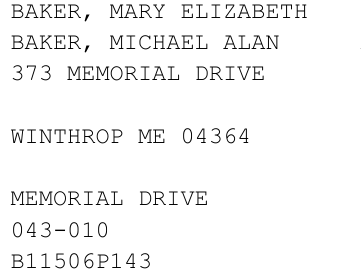 BAKER, MARY ELIZABETH
BAKER, MICHAEL ALAN
373 MEMORIAL DRIVE
WINTHROP ME 04364
MEMORIAL DRIVE
043-010
B11506P143